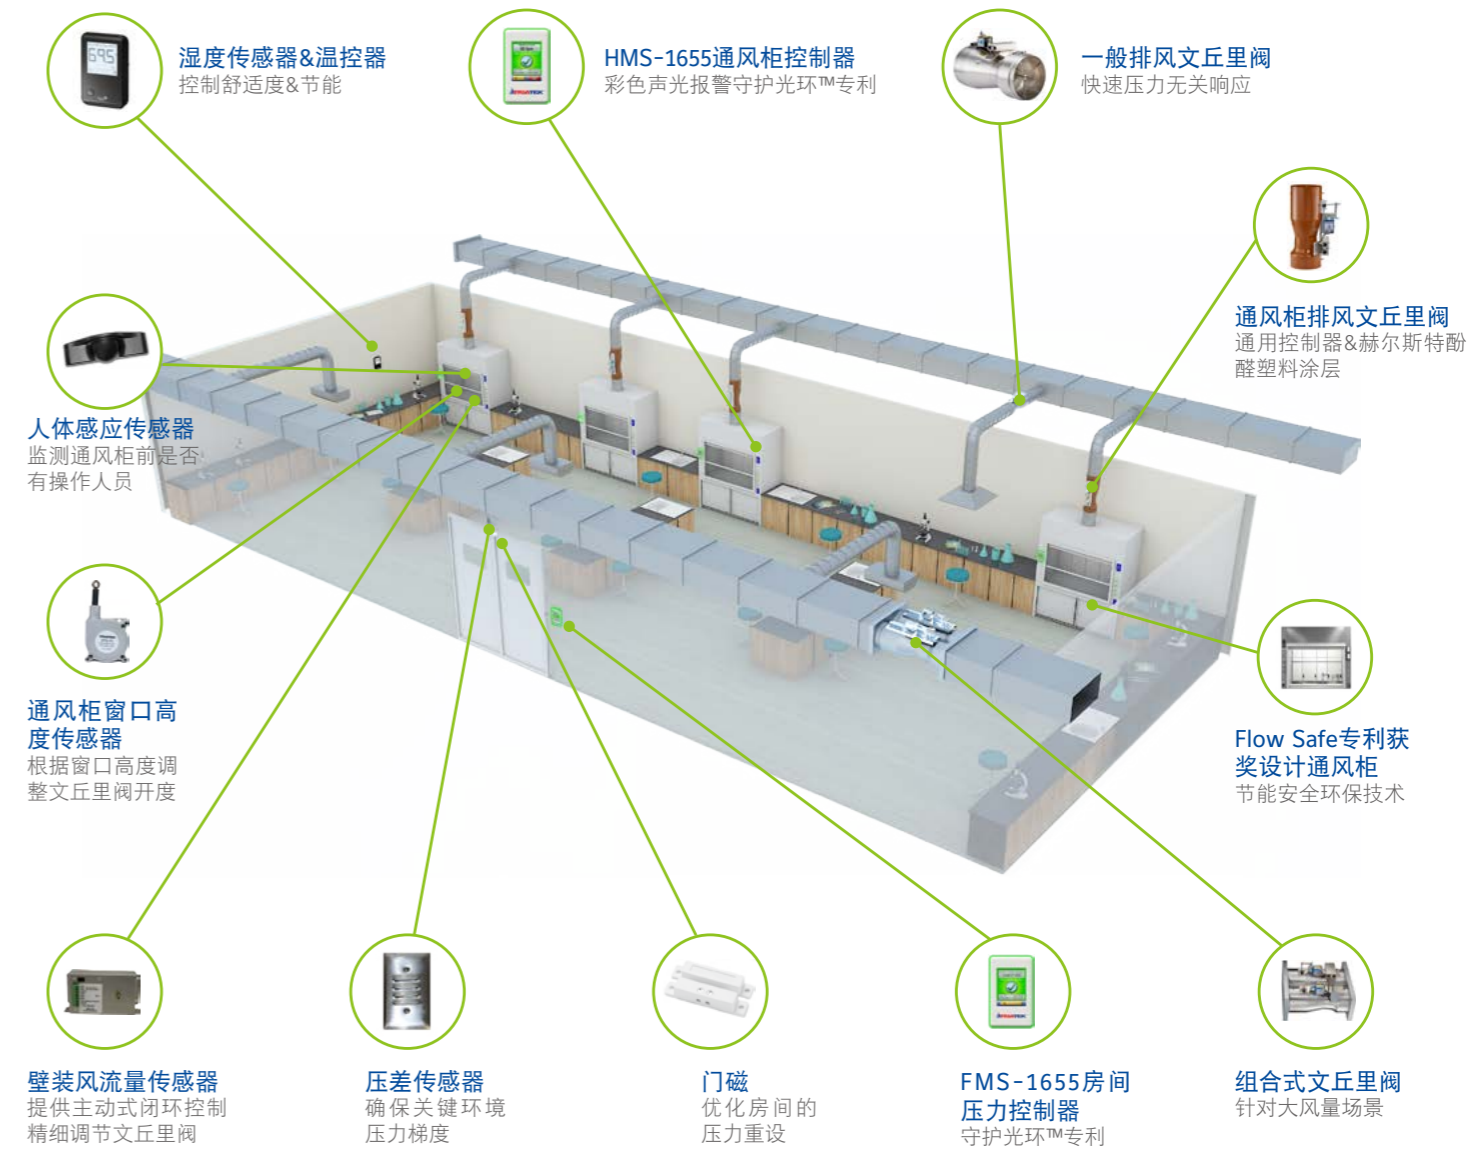 湿度传感器&温控器
控制舒适度&节能
HMS-1655通风柜控制器
彩色声光报警守护光环™专利
一般排风文丘里阀
快速压力无关响应
通风柜排风文丘里阀
通用控制器&赫尔斯特酚
醛塑料涂层
人体感应传感器
监测通风柜前是否
有操作人员
通风柜窗口高
度传感器
根据窗口高度调
整文丘里阀开度
Flow Safe专利获
奖设计通风柜
节能安全环保技术
壁装风流量传感器
提供主动式闭环控制
精细调节文丘里阀
压差传感器
确保关键环境
压力梯度
门磁
优化房间的
压力重设
FMS-1655房间
压力控制器
守护光环™专利
组合式文丘里阀
针对大风量场景